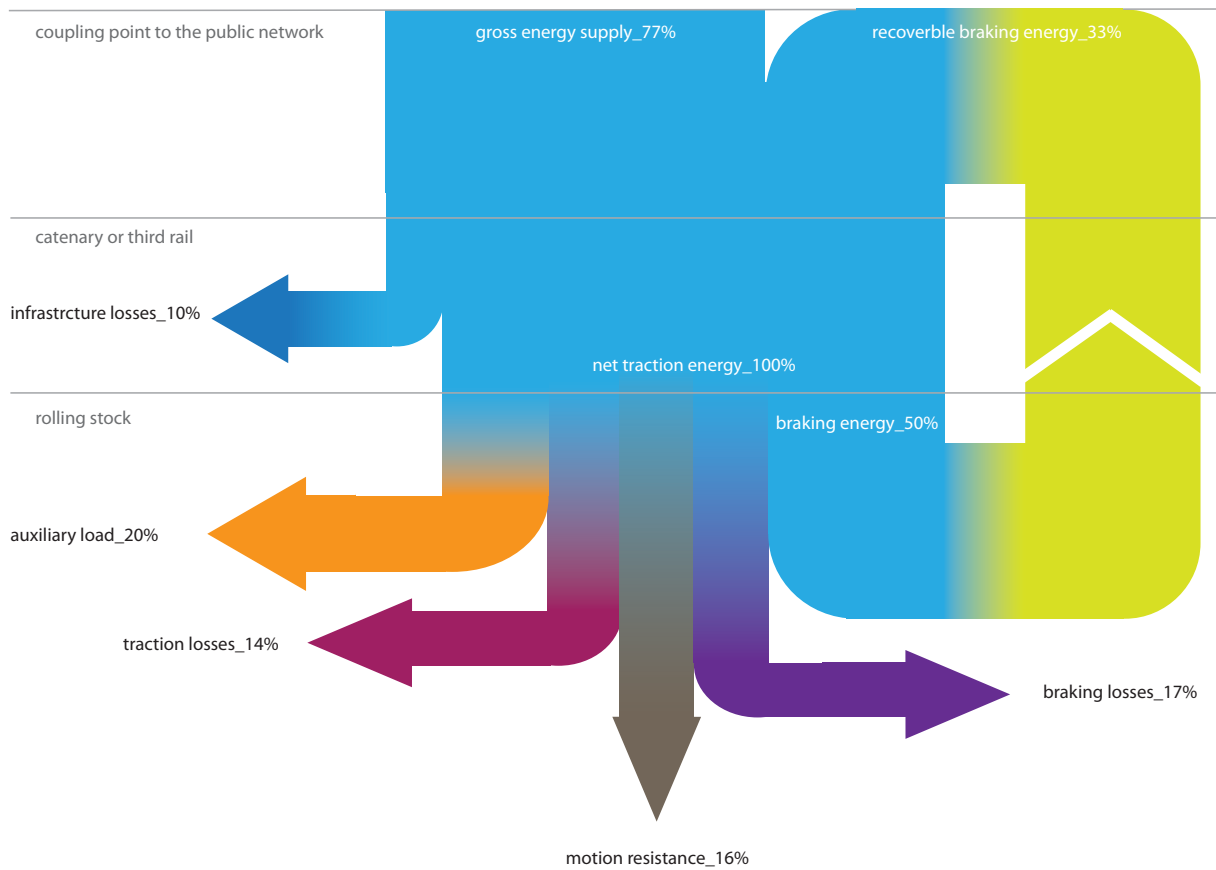 coupling point to the public network
gross energy supply_77%
recoverble braking energy_33%
catenary or third rail
infrastrcture losses_10%
net traction energy_100%
rolling stock
braking energy_50%
auxiliary load_20%
traction losses_14%
braking losses_17%
motion resistance_16%